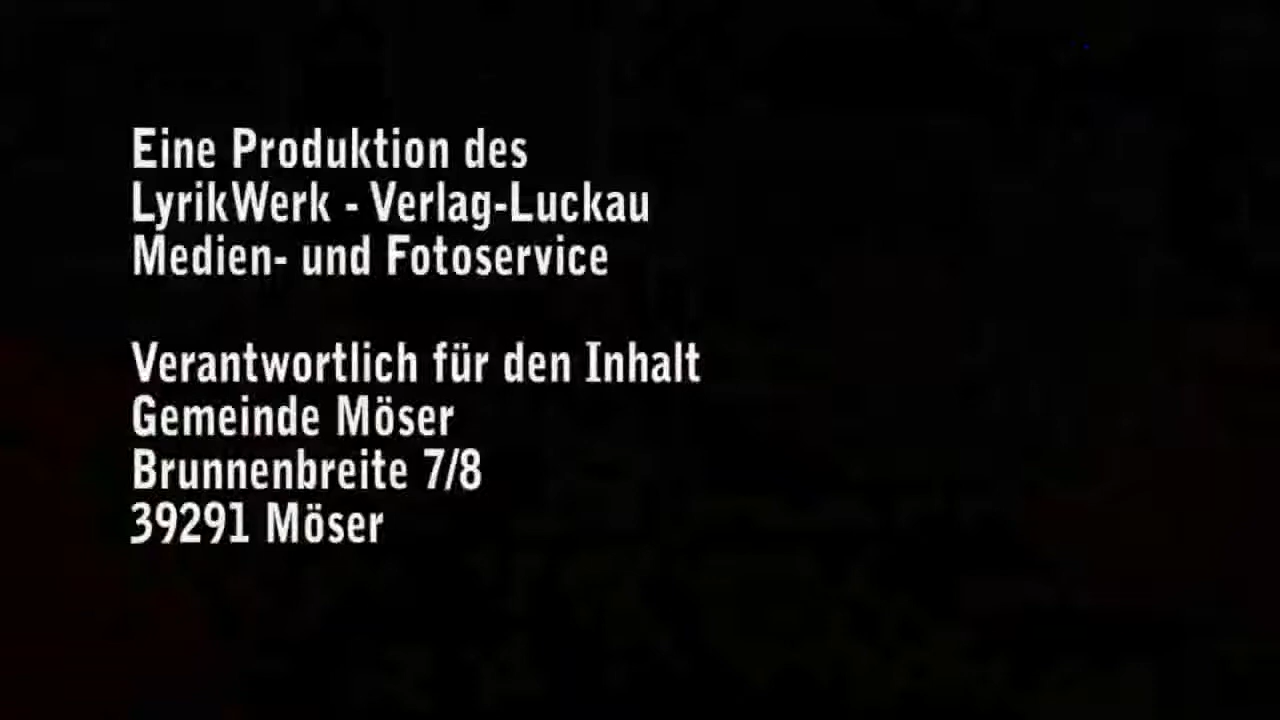 Eine Produktion des
LyrikWerk - Verlag-Luckau
Medien- und Fotoservice
Verantwortlich für den Inhalt
Gemeinde Möser
Brunnenbreite 7/8
39291 Möser